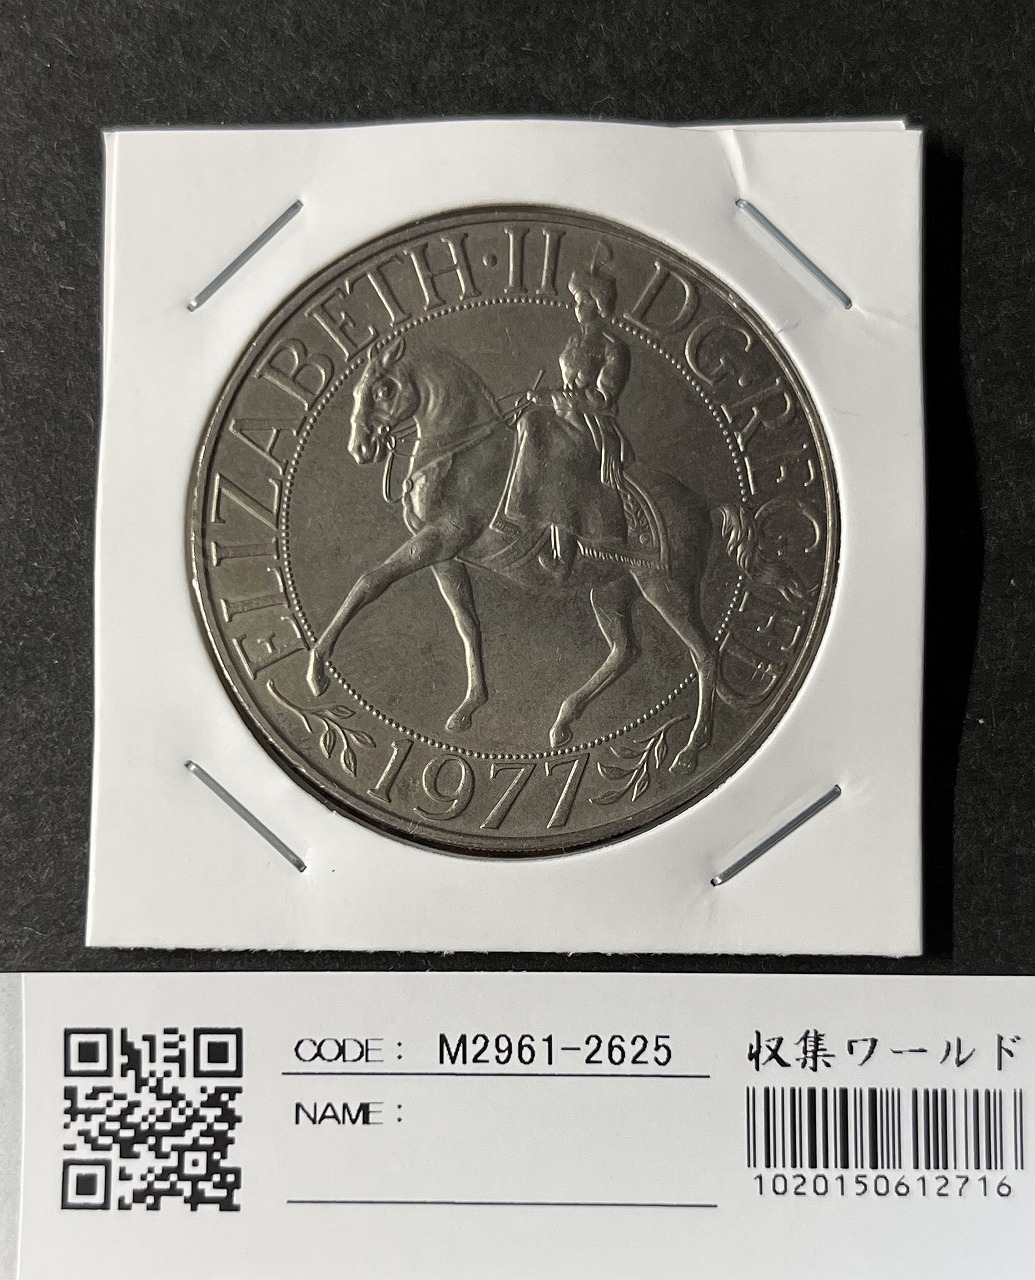 ELIZABETH·II D·G·REG F·D
1977
CODE: M2961-2625
NAME:
収集ワールド
1020150612716